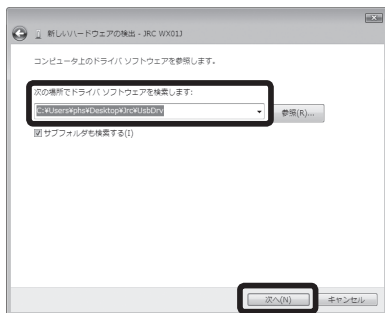 新しいハードウェアの検出 - JRC WX01J
コンピュータ上のドライバ ソフトウェアを参照します。
次の場所でドライバ ソフトウェアを検索します:
C:¥Users¥phs¥Desktop¥Jrc¥UsbDrv
参照(R)...
サブフォルダも検索する(I)
次へ(N)
キャンセル